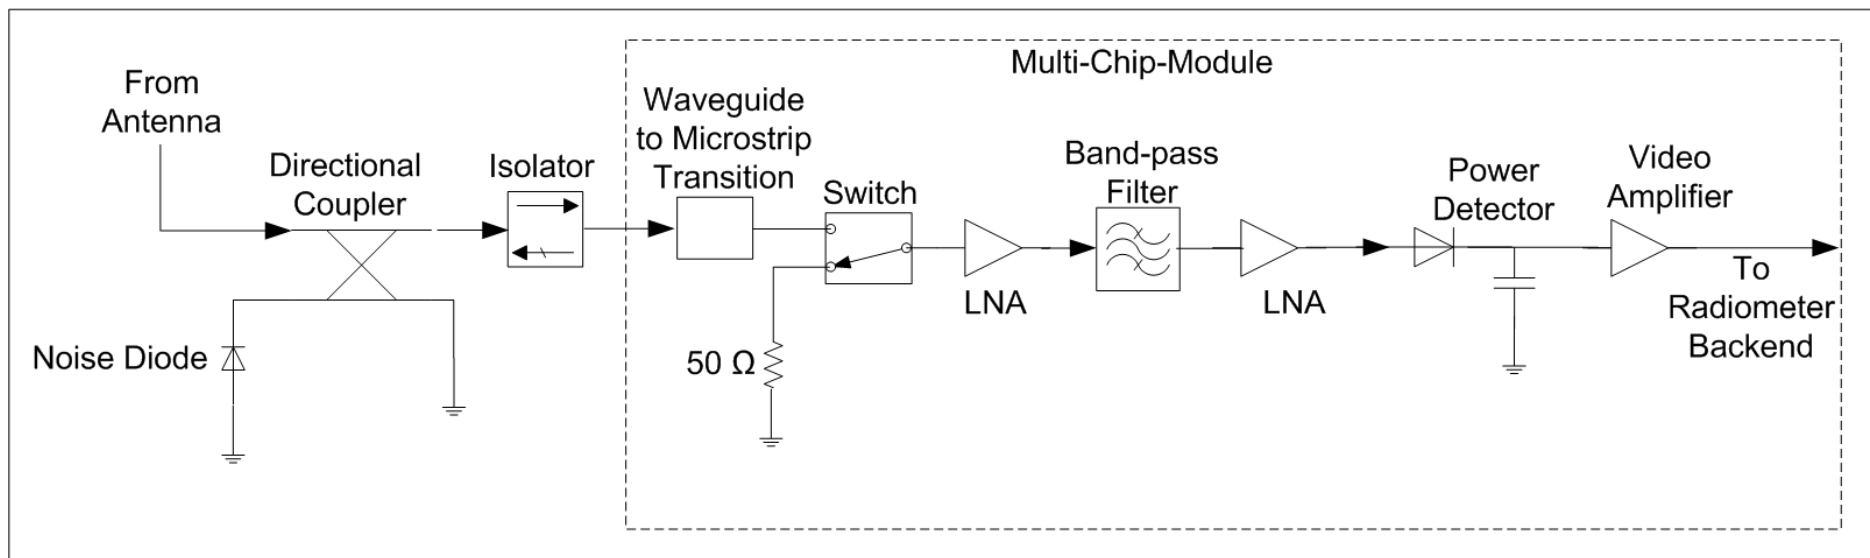 Multi-Chip-Module
From
Antenna
Directional
Coupler
Isolator
Waveguide
to Microstrip
Transition
Switch
50 Ω
LNA
Band-pass
Filter
LNA
Power
Detector
Video
Amplifier
To
Radiometer
Backend
Noise Diode